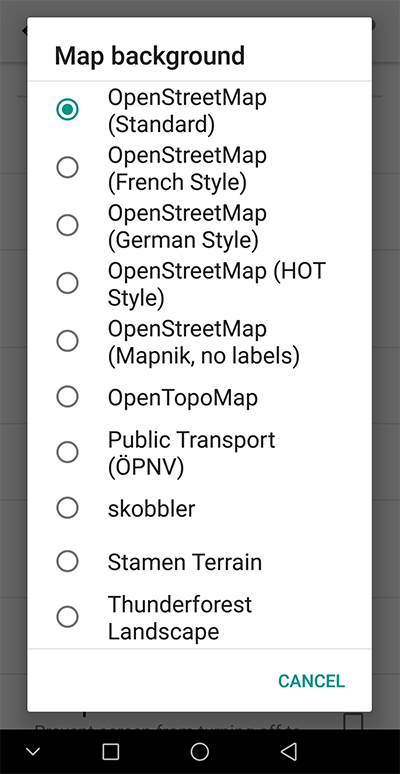 Map background
OpenStreetMap
(Standard)
OpenStreetMap
(French Style)
OpenStreetMap
(German Style)
OpenStreetMap (HOT
Style)
OpenStreetMap
(Mapnik, no labels)
OpenTopoMap
Public Transport
(ÖPNV)
skobbler
Stamen Terrain
Thunderforest
Landscape
CANCEL
Prevent screen from turning off to